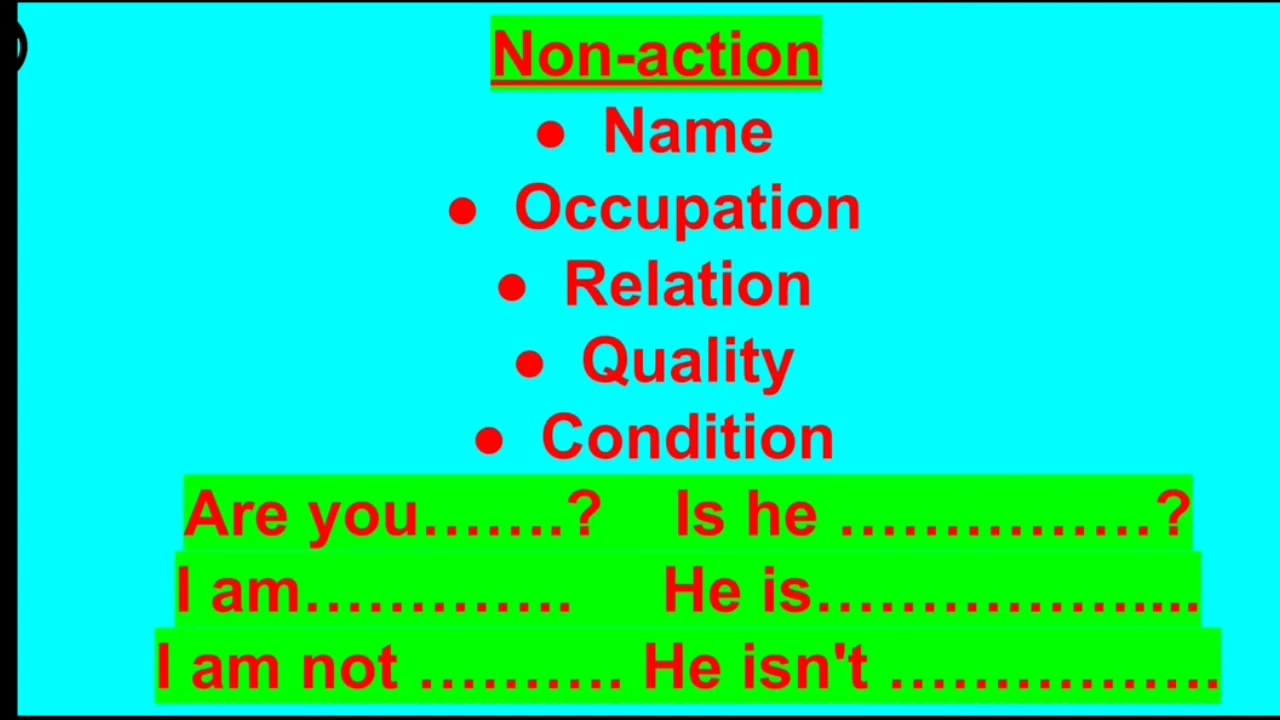 Non-action
● Name
● Occupation
● Relation
● Quality
● Condition
Are you.......? Is he ……………?
I am…………. He is………………....
I am not ………. He isn't …………….